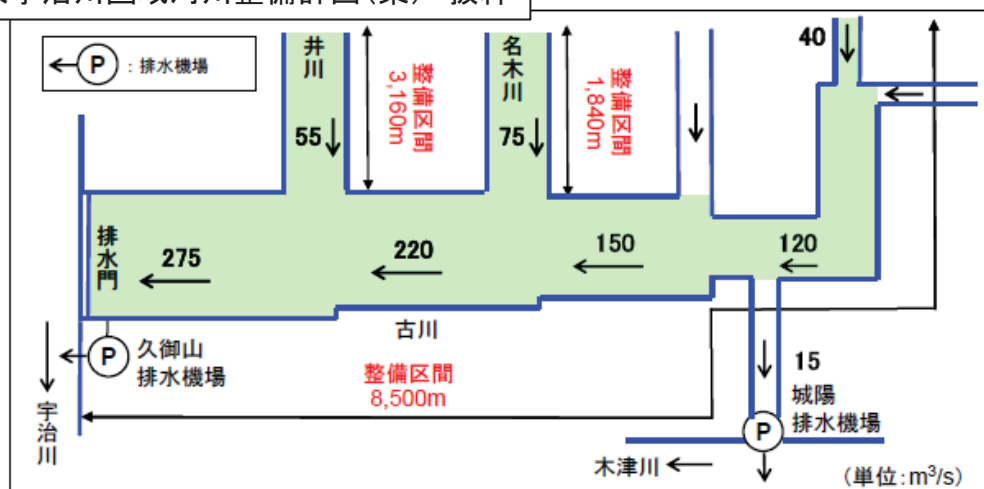 宇治川圏域河川整備計画(案) 抜粋
←P：排水機場
井川
55
整備区間
3,160m
名木川
75
整備区間
1,840m
40
排水門
275
220
150
120
古川
P
久御山
排水機場
整備区間
8,500m
宇治川
15
城陽
排水機場
P
木津川
(単位:m³/s)